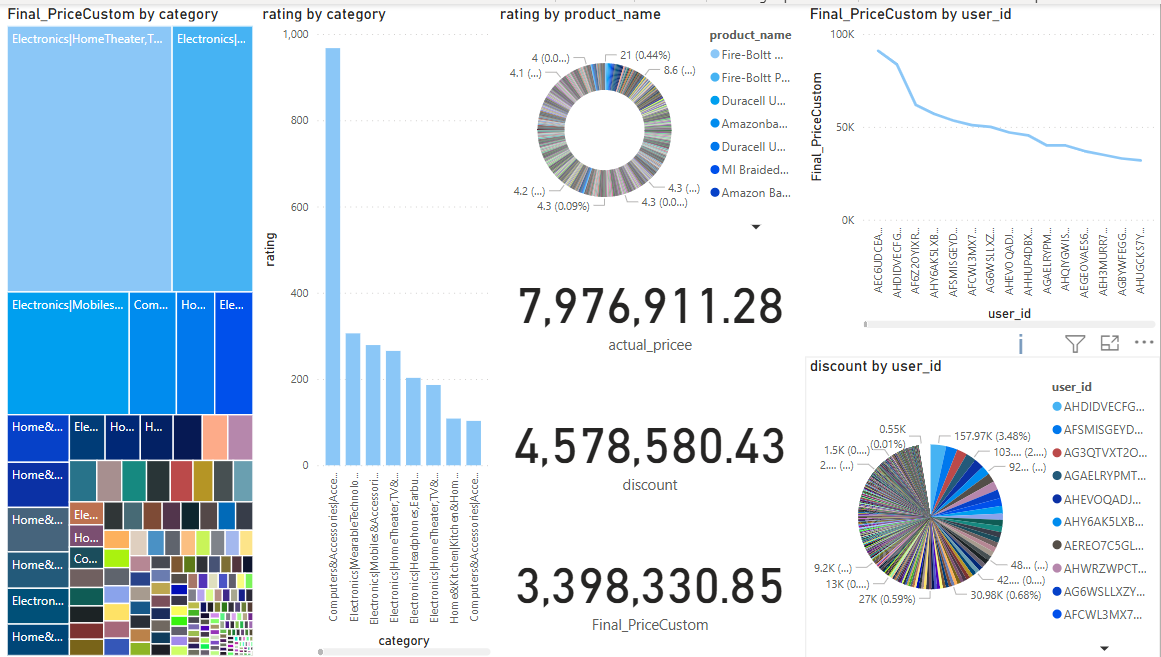 Final_PriceCustom by category
Electronics|HomeTheater,T...
Electronics|...
Electronics|Mobiles...
Com...
Ho...
Ele...
Home&...
Ele...
Ho...
H...
Home&...
Home&...
Ele...
Ho...
Home&...
Co...
Electron...
Home&...
rating by category
1,000
800
600
400
200
0
rating
Computers&Accessories|Acce...
Electronics|WearableTechnolo...
Electronics|Mobiles&Accessori...
Electronics|HomeTheater,TV&...
Electronics|Headphones,Earbu...
Electronics|HomeTheater,TV&...
Home&Kitchen|Kitchen&Hom...
Computers&Accessories|Acce...
category
rating by product_name
4 (0.0...)
21 (0.44%)
4.1 (...)
8.6 (...)
4.2 (...)
4.3 (...)
4.3 (0.09%)
4.3 (0.0...)
product_name
Fire-Boltt ...
Fire-Boltt P...
Duracell U...
Amazonba...
Duracell U...
MI Braided...
Amazon Ba...
7,976,911.28
actual_pricee
4,578,580.43
discount
3,398,330.85
Final_PriceCustom
Final_PriceCustom by user_id
100K
50K
0K
Final_PriceCustom
AEC6UDCEA...
AHDIDVECFG...
AF6Z2OYIXR...
AHY6AK5LXB...
AFSMISGEYD...
AFCWL3MX7...
AG6WSLLXZ...
AHEVOQADJ...
AHHUP4DBX...
AGAELRYPM...
AHQIYGWIS...
AEGEOVAES6...
AEH3MURR7...
AGBYWFEGG...
AHUGCKS7Y...
user_id
discount by user_id
0.55K
(0.01%)
157.97K (3.48%)
1.5K (0....)
103.... (2....)
2.... (...)
92... (...)
9.2K (...)
48... (...)
13K (0....)
42.... (0....)
27K (0.59%)
30.98K (0.68%)
user_id
AHDIDVECFG...
AFSMISGEYD...
AG3QTVXT2O...
AGAELRYPMT...
AHEVOQADJ...
AHY6AK5LXB...
AEREO7C5GL...
AHWRZWPCT...
AG6WSLLXZY...
AFCWL3MX7...